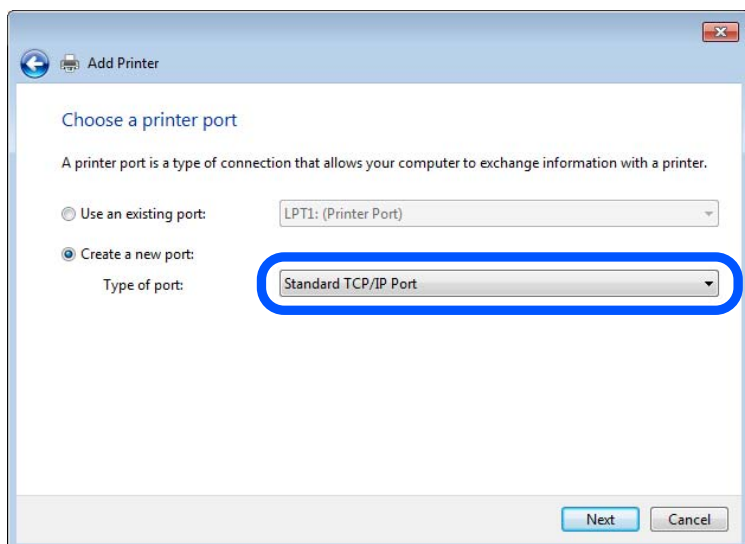 Add Printer
Choose a printer port
A printer port is a type of connection that allows your computer to exchange information with a printer.
Use an existing port: LPT1: (Printer Port)
Create a new port:
Type of port: Standard TCP/IP Port
Next Cancel